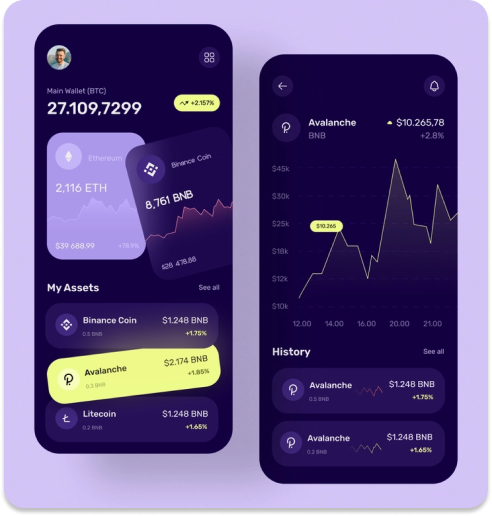 Main Wallet (BTC)
27.109,7299
+2.157%
Ethereum
2,116 ETH
$39 688.99
+76.9%
Binance Coin
8,761 BNB
$28 478.88
My Assets
See all
Binance Coin
0.5 BNB
$1.248 BNB
+1.75%
Avalanche
0.2 BNB
$2.174 BNB
+1.85%
Litecoin
0.2 BNB
$1.248 BNB
+1.65%
Avalanche
BNB
$10.265,78
+2.8%
$45k
$30k
$25k
$18k
$12k
$10k
$10.265
12.00
14.00
16.00
20.00
21.00
History
See all
Avalanche
0.5 BNB
$1.248 BNB
+1.75%
Avalanche
0.2 BNB
$1.248 BNB
+1.65%